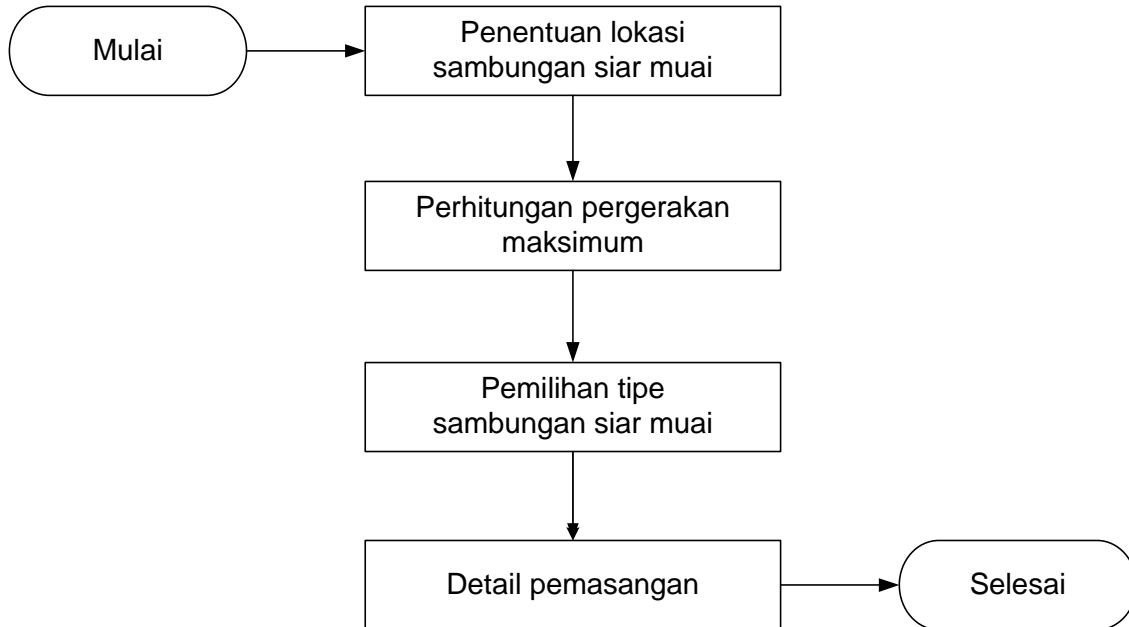 Mulai
Penentuan lokasi
sambungan siar muai
Perhitungan pergerakan
maksimum
Pemilihan tipe
sambungan siar muai
Detail pemasangan
Selesai